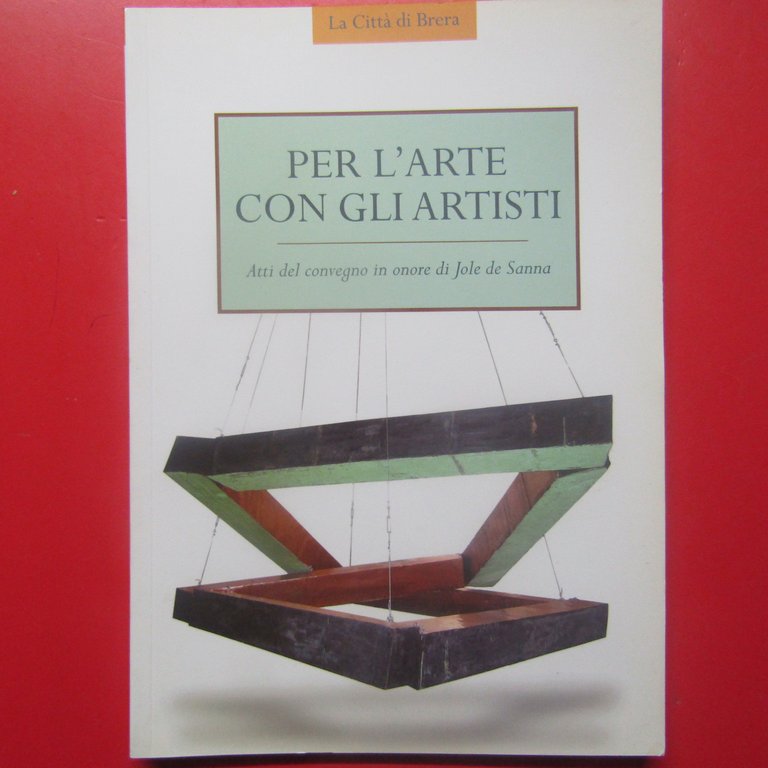 La Città di Brera
PER L'ARTE
CON GLI ARTISTI
Atti del convegno in onore di Jole de Sanna